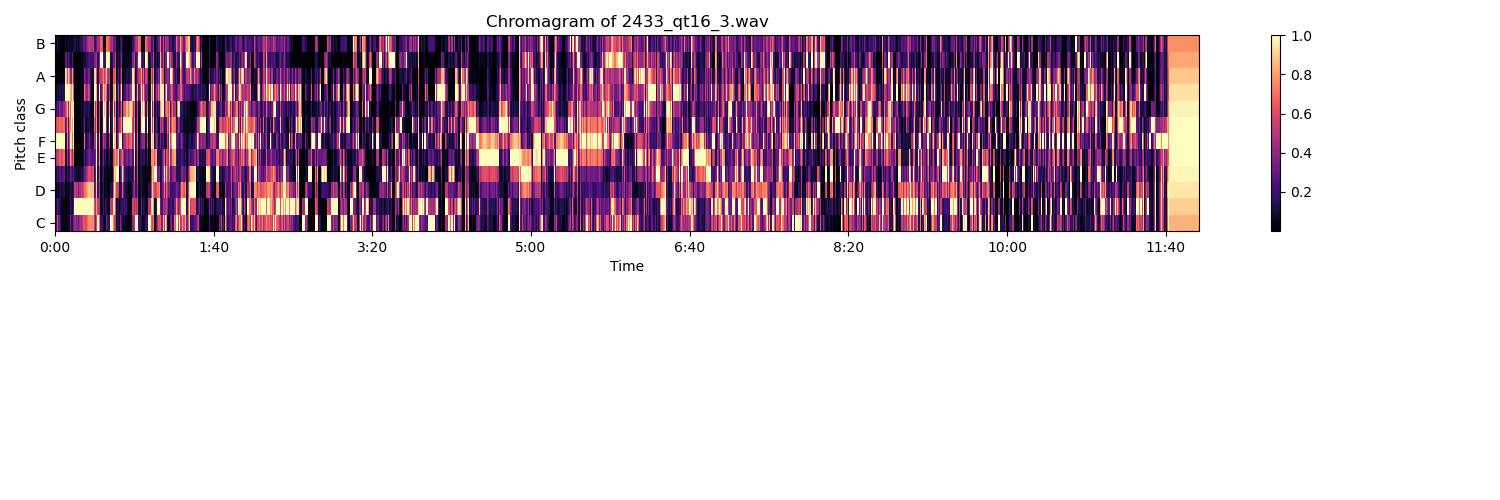 Chromagram of 2433_qt16_3.wav
Pitch class
B
A
G
F
E
D
C
0:00 1:40 3:20 5:00 6:40 8:20 10:00 11:40
Time
1.0
0.8
0.6
0.4
0.2